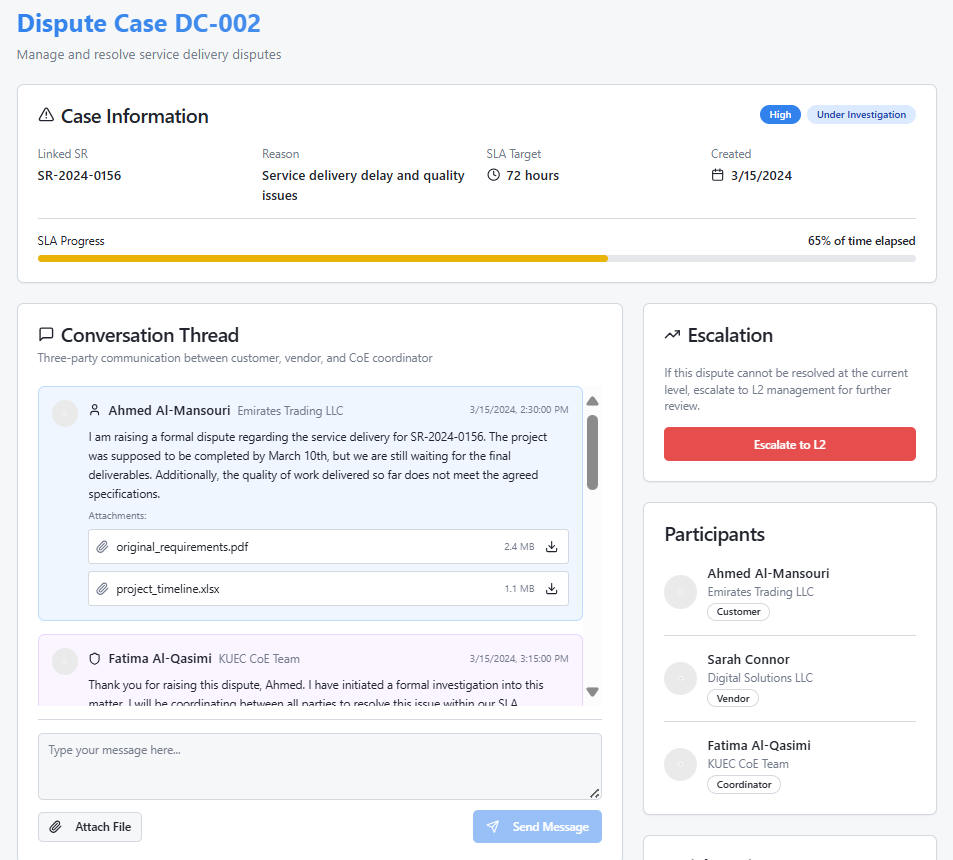 Dispute Case DC-002
Manage and resolve service delivery disputes
Case Information
High
Under Investigation
Linked SR
SR-2024-0156
Reason
Service delivery delay and quality
issues
SLA Target
72 hours
Created
3/15/2024
SLA Progress
65% of time elapsed
Conversation Thread
Three-party communication between customer, vendor, and CoE coordinator
Ahmed Al-Mansouri Emirates Trading LLC 3/15/2024, 2:30:00 PM
I am raising a formal dispute regarding the service delivery for SR-2024-0156. The project
was supposed to be completed by March 10th, but we are still waiting for the final
deliverables. Additionally, the quality of work delivered so far does not meet the agreed
specifications.
Attachments:
original_requirements.pdf 2.4 MB
project_timeline.xlsx 1.1 MB
Fatima Al-Qasimi KUEC CoE Team 3/15/2024, 3:15:00 PM
Thank you for raising this dispute, Ahmed. I have initiated a formal investigation into this
matter. I will be coordinating between all parties to resolve this issue within our SLA
Type your message here...
Attach File
Send Message
Escalation
If this dispute cannot be resolved at the current
level, escalate to L2 management for further
review.
Escalate to L2
Participants
Ahmed Al-Mansouri
Emirates Trading LLC
Customer
Sarah Connor
Digital Solutions LLC
Vendor
Fatima Al-Qasimi
KUEC CoE Team
Coordinator